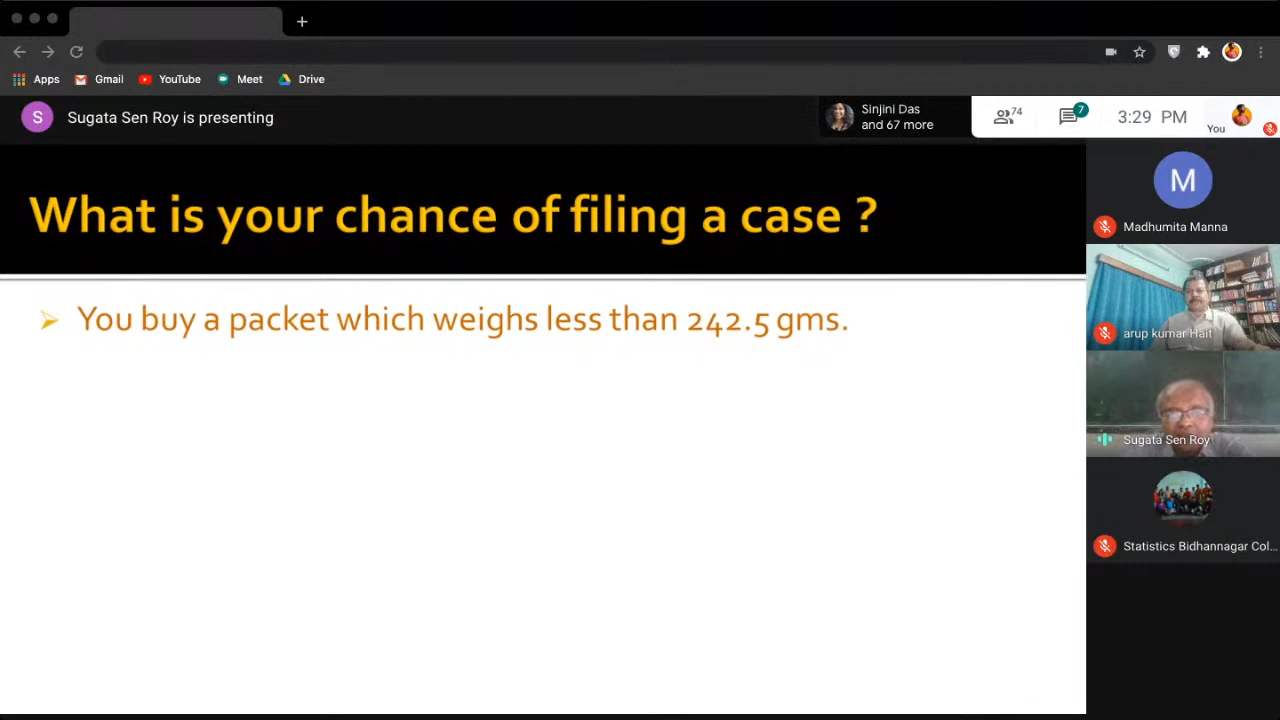 Apps
Gmail
YouTube
Meet
Drive
S
Sugata Sen Roy is presenting
Sinjini Das
and 67 more
74
7
3:29 PM
You
What is your chance of filing a case ?
You buy a packet which weighs less than 242.5 gms.
M
Madhumita Manna
arup kumar Hait
Sugata Sen Roy
Statistics Bidhannagar Col...